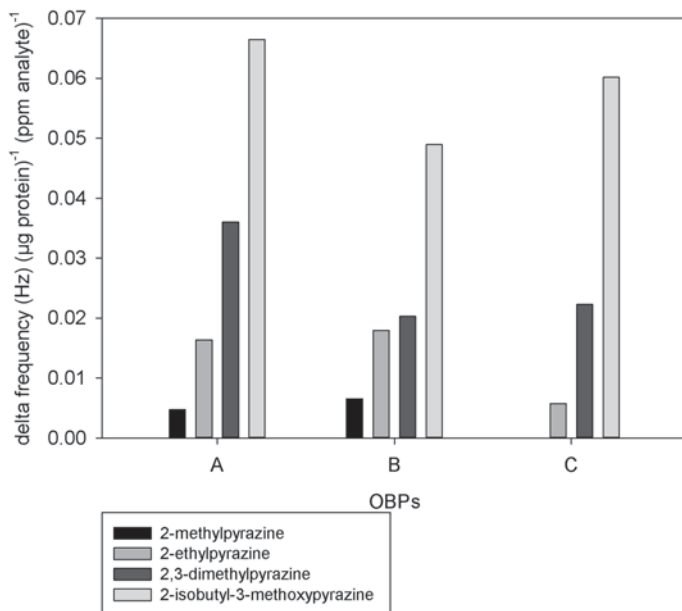 delta frequency (Hz) (µg protein)⁻¹ (ppm analyte)⁻¹
0.07
0.06
0.05
0.04
0.03
0.02
0.01
0.00
A B C
OBPs
2-methylpyrazine
2-ethylpyrazine
2,3-dimethylpyrazine
2-isobutyl-3-methoxypyrazine